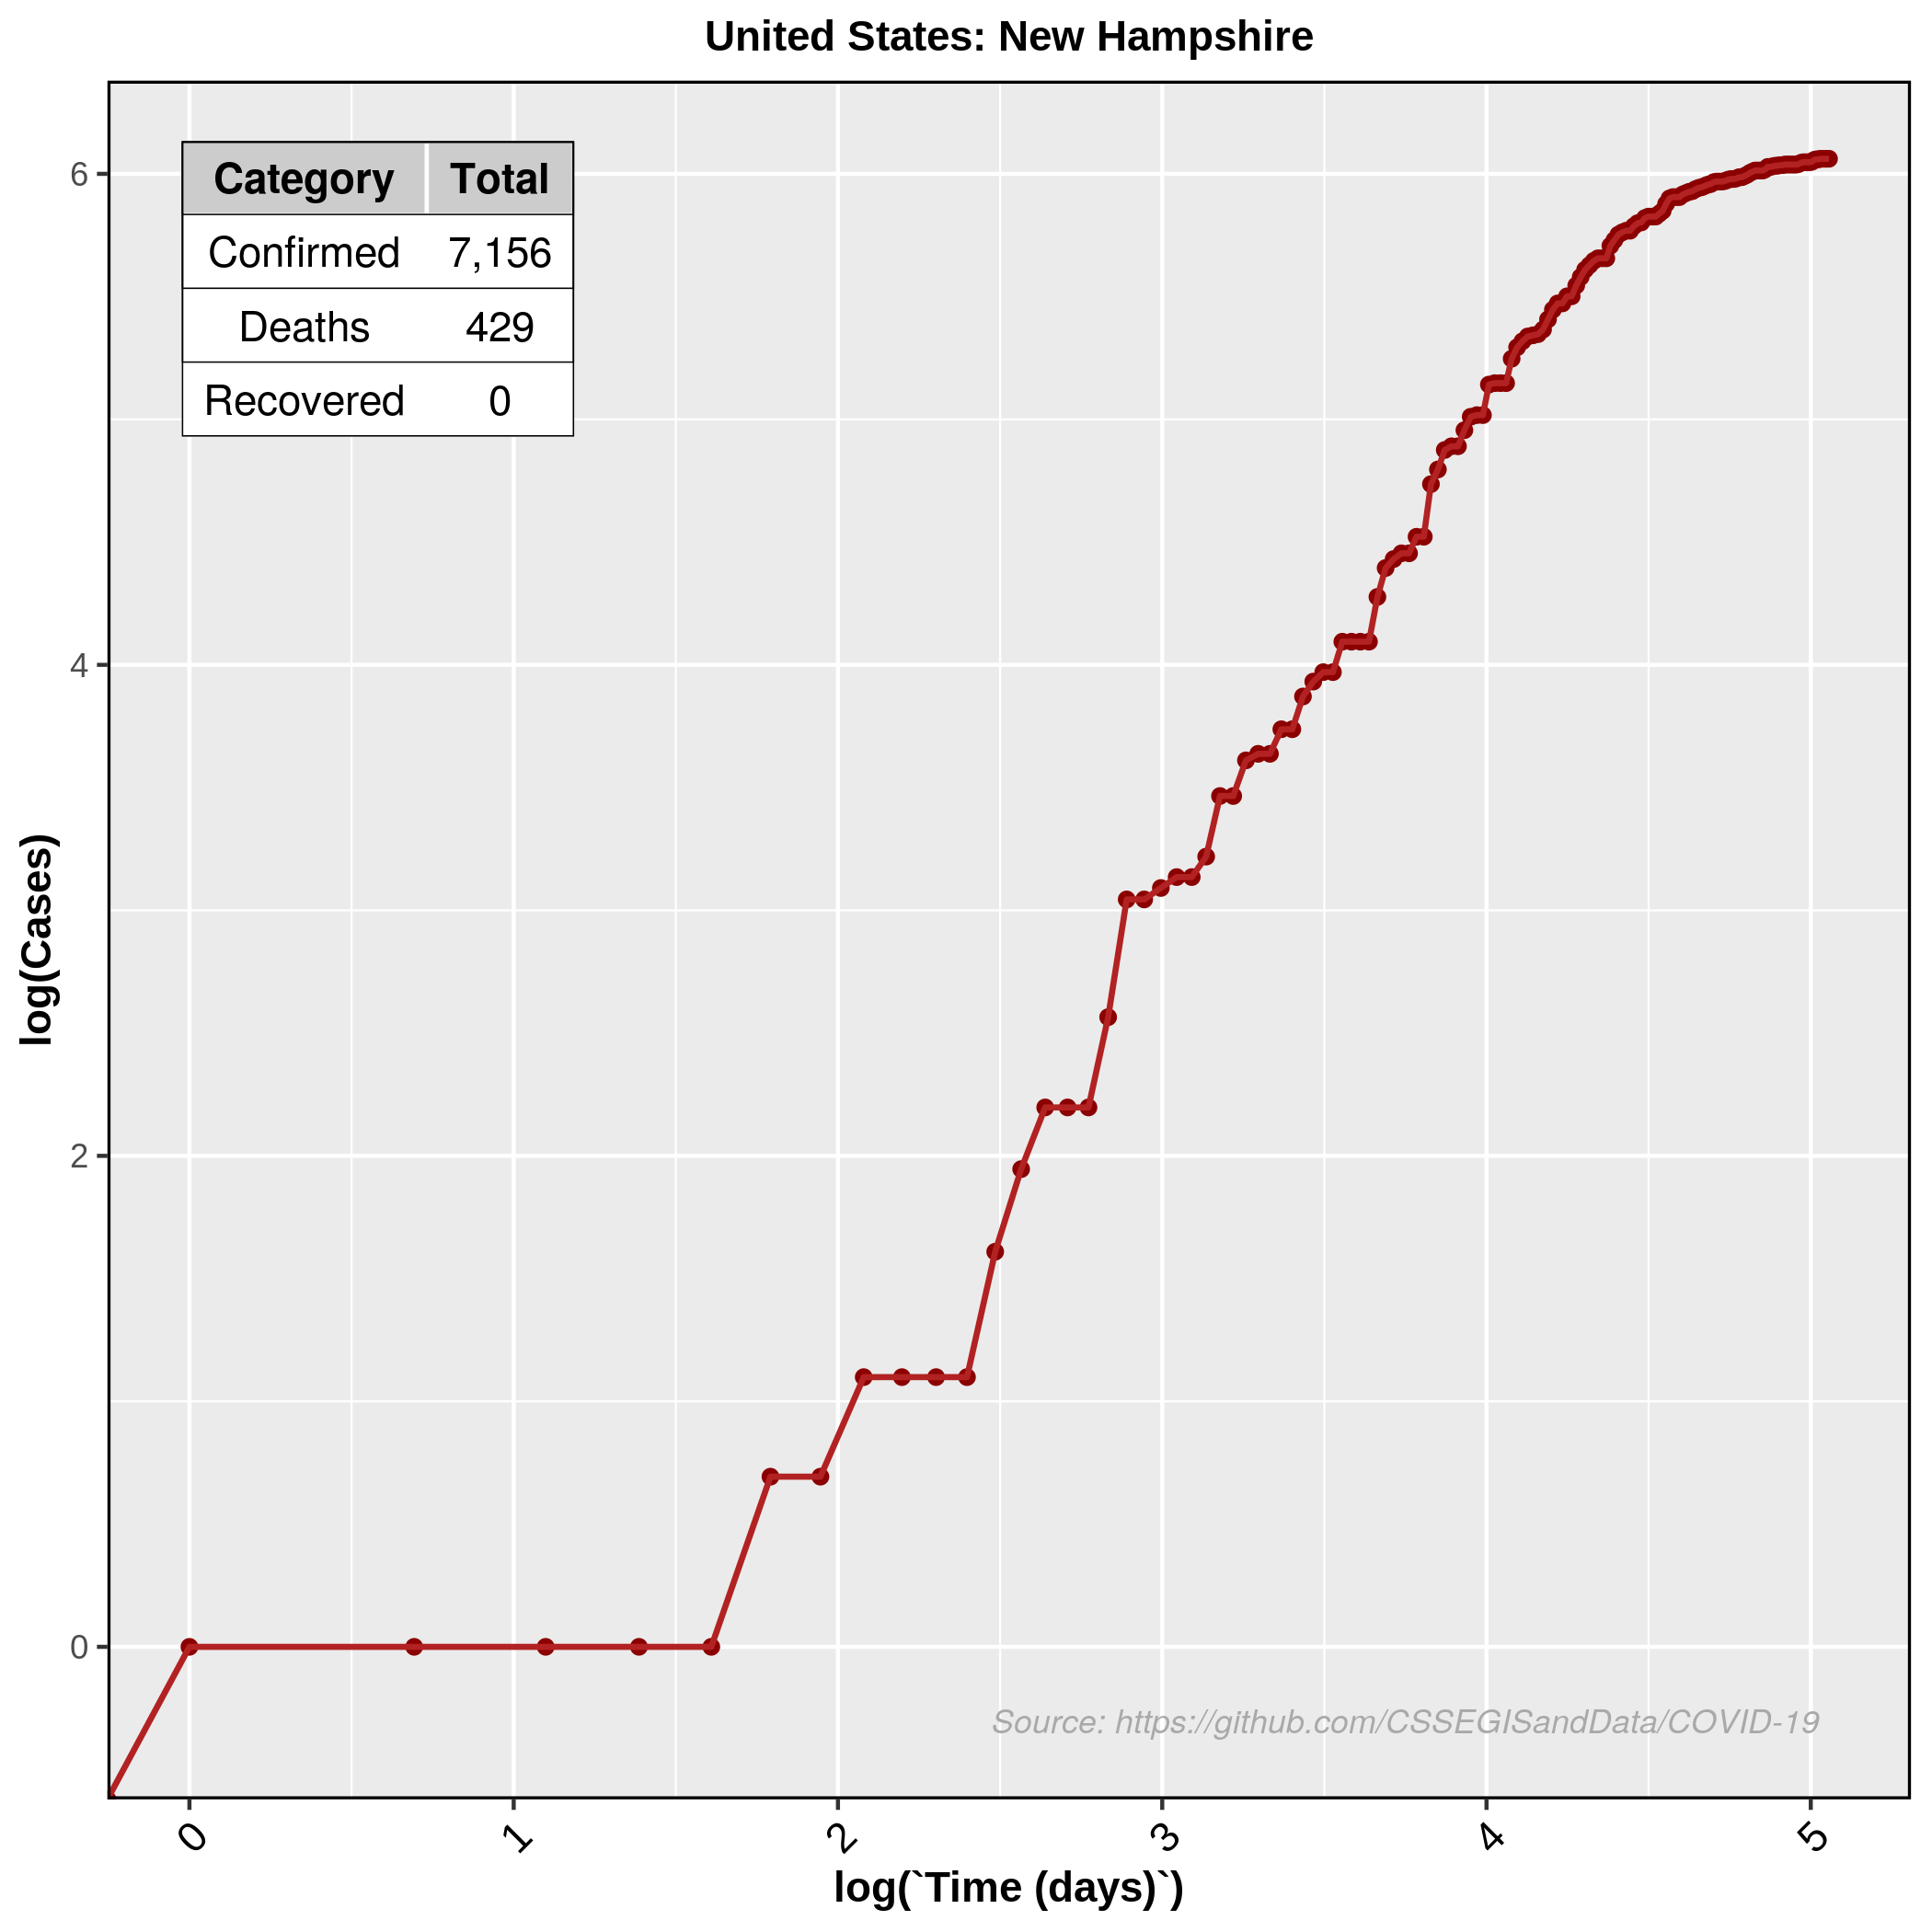 United States: New Hampshire
Category Total
Confirmed 7,156
Deaths 429
Recovered 0
6
4
2
0
log(Cases)
Source: https://github.com/CSSEGISandData/COVID-19
0 1 2 3 4 5
log(`Time (days)`)